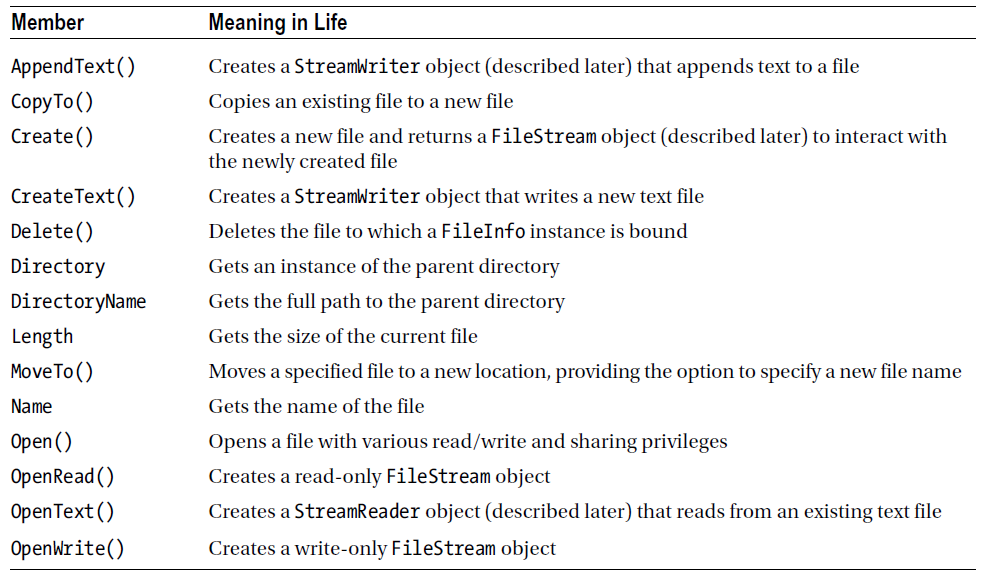 Member Meaning in Life
AppendText() Creates a StreamWriter object (described later) that appends text to a file
CopyTo() Copies an existing file to a new file
Create() Creates a new file and returns a FileStream object (described later) to interact with
the newly created file
CreateText() Creates a StreamWriter object that writes a new text file
Delete() Deletes the file to which a FileInfo instance is bound
Directory Gets an instance of the parent directory
DirectoryName Gets the full path to the parent directory
Length Gets the size of the current file
MoveTo() Moves a specified file to a new location, providing the option to specify a new file name
Name Gets the name of the file
Open() Opens a file with various read/write and sharing privileges
OpenRead() Creates a read-only FileStream object
OpenText() Creates a StreamReader object (described later) that reads from an existing text file
OpenWrite() Creates a write-only FileStream object